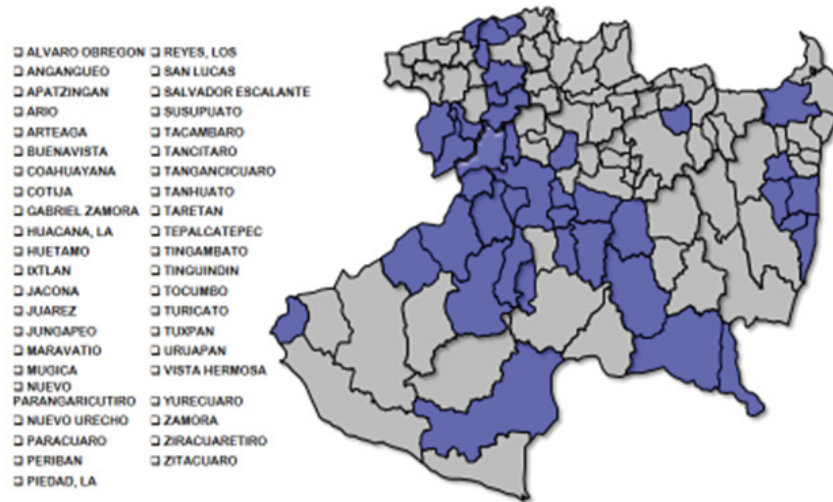 ❑ ALVARO OBREGON
❑ ANGANGUEO
❑ APATZINGAN
❑ ARIO
❑ ARTEAGA
❑ BUENAVISTA
❑ COAHUAYANA
❑ COTIJA
❑ GABRIEL ZAMORA
❑ HUACANA, LA
❑ HUETAMO
❑ IXTLAN
❑ JACONA
❑ JUAREZ
❑ JUNGAPEO
❑ MARAVATIO
❑ MUGICA
❑ NUEVO
PARANGARICUTIRO
❑ NUEVO URECHO
❑ PARACUARO
❑ PERIBAN
❑ PIEDAD, LA
❑ REYES, LOS
❑ SAN LUCAS
❑ SALVADOR ESCALANTE
❑ SUSUPUATO
❑ TACAMBARO
❑ TANCITARO
❑ TANGANCICUARO
❑ TANHUATO
❑ TARETAN
❑ TEPALCATEPEC
❑ TINGAMBATO
❑ TINGUINDIN
❑ TOCUMBO
❑ TURICATO
❑ TUXPAN
❑ URUAPAN
❑ VISTA HERMOSA
❑ YURECUARO
❑ ZAMORA
❑ ZIRACUARETIRO
❑ ZITACUARO